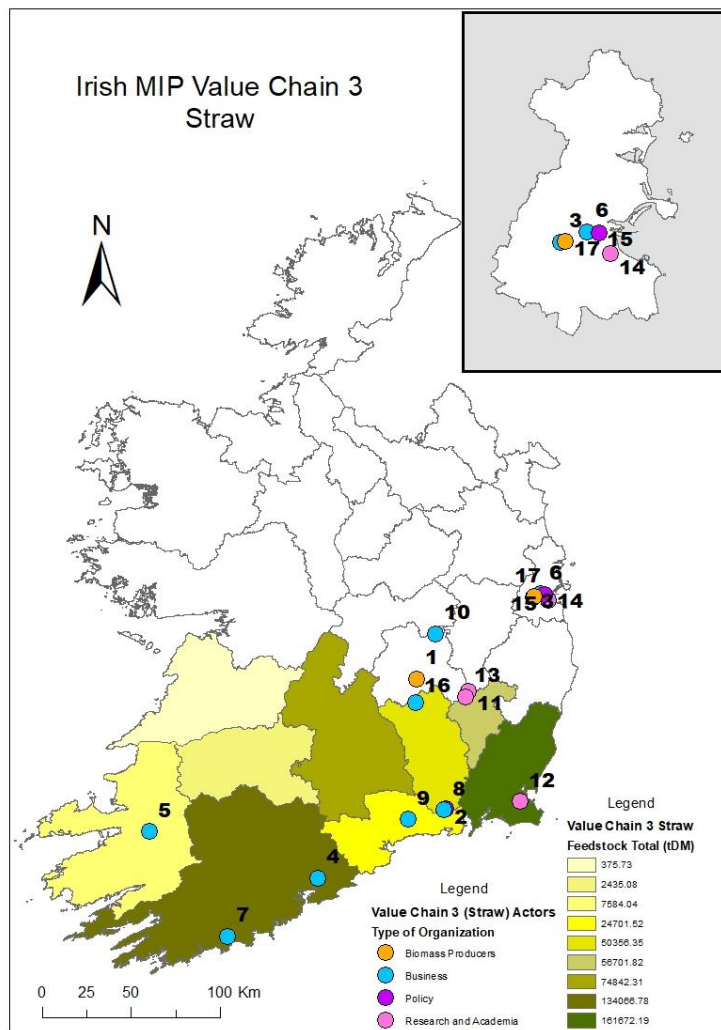 Irish MIP Value Chain 3
Straw
N
3
6
17
15
14
17
6
15
3
14
10
1
13
16
11
8
12
9
2
5
4
7
0 25 50 100 Km
Legend
Value Chain 3 (Straw) Actors
Type of Organization
Biomass Producers
Business
Policy
Research and Academia
Legend
Value Chain 3 Straw
Feedstock Total (tDM)
375.73
2435.08
7584.04
24701.52
50356.35
56701.82
74842.31
134066.78
161672.19